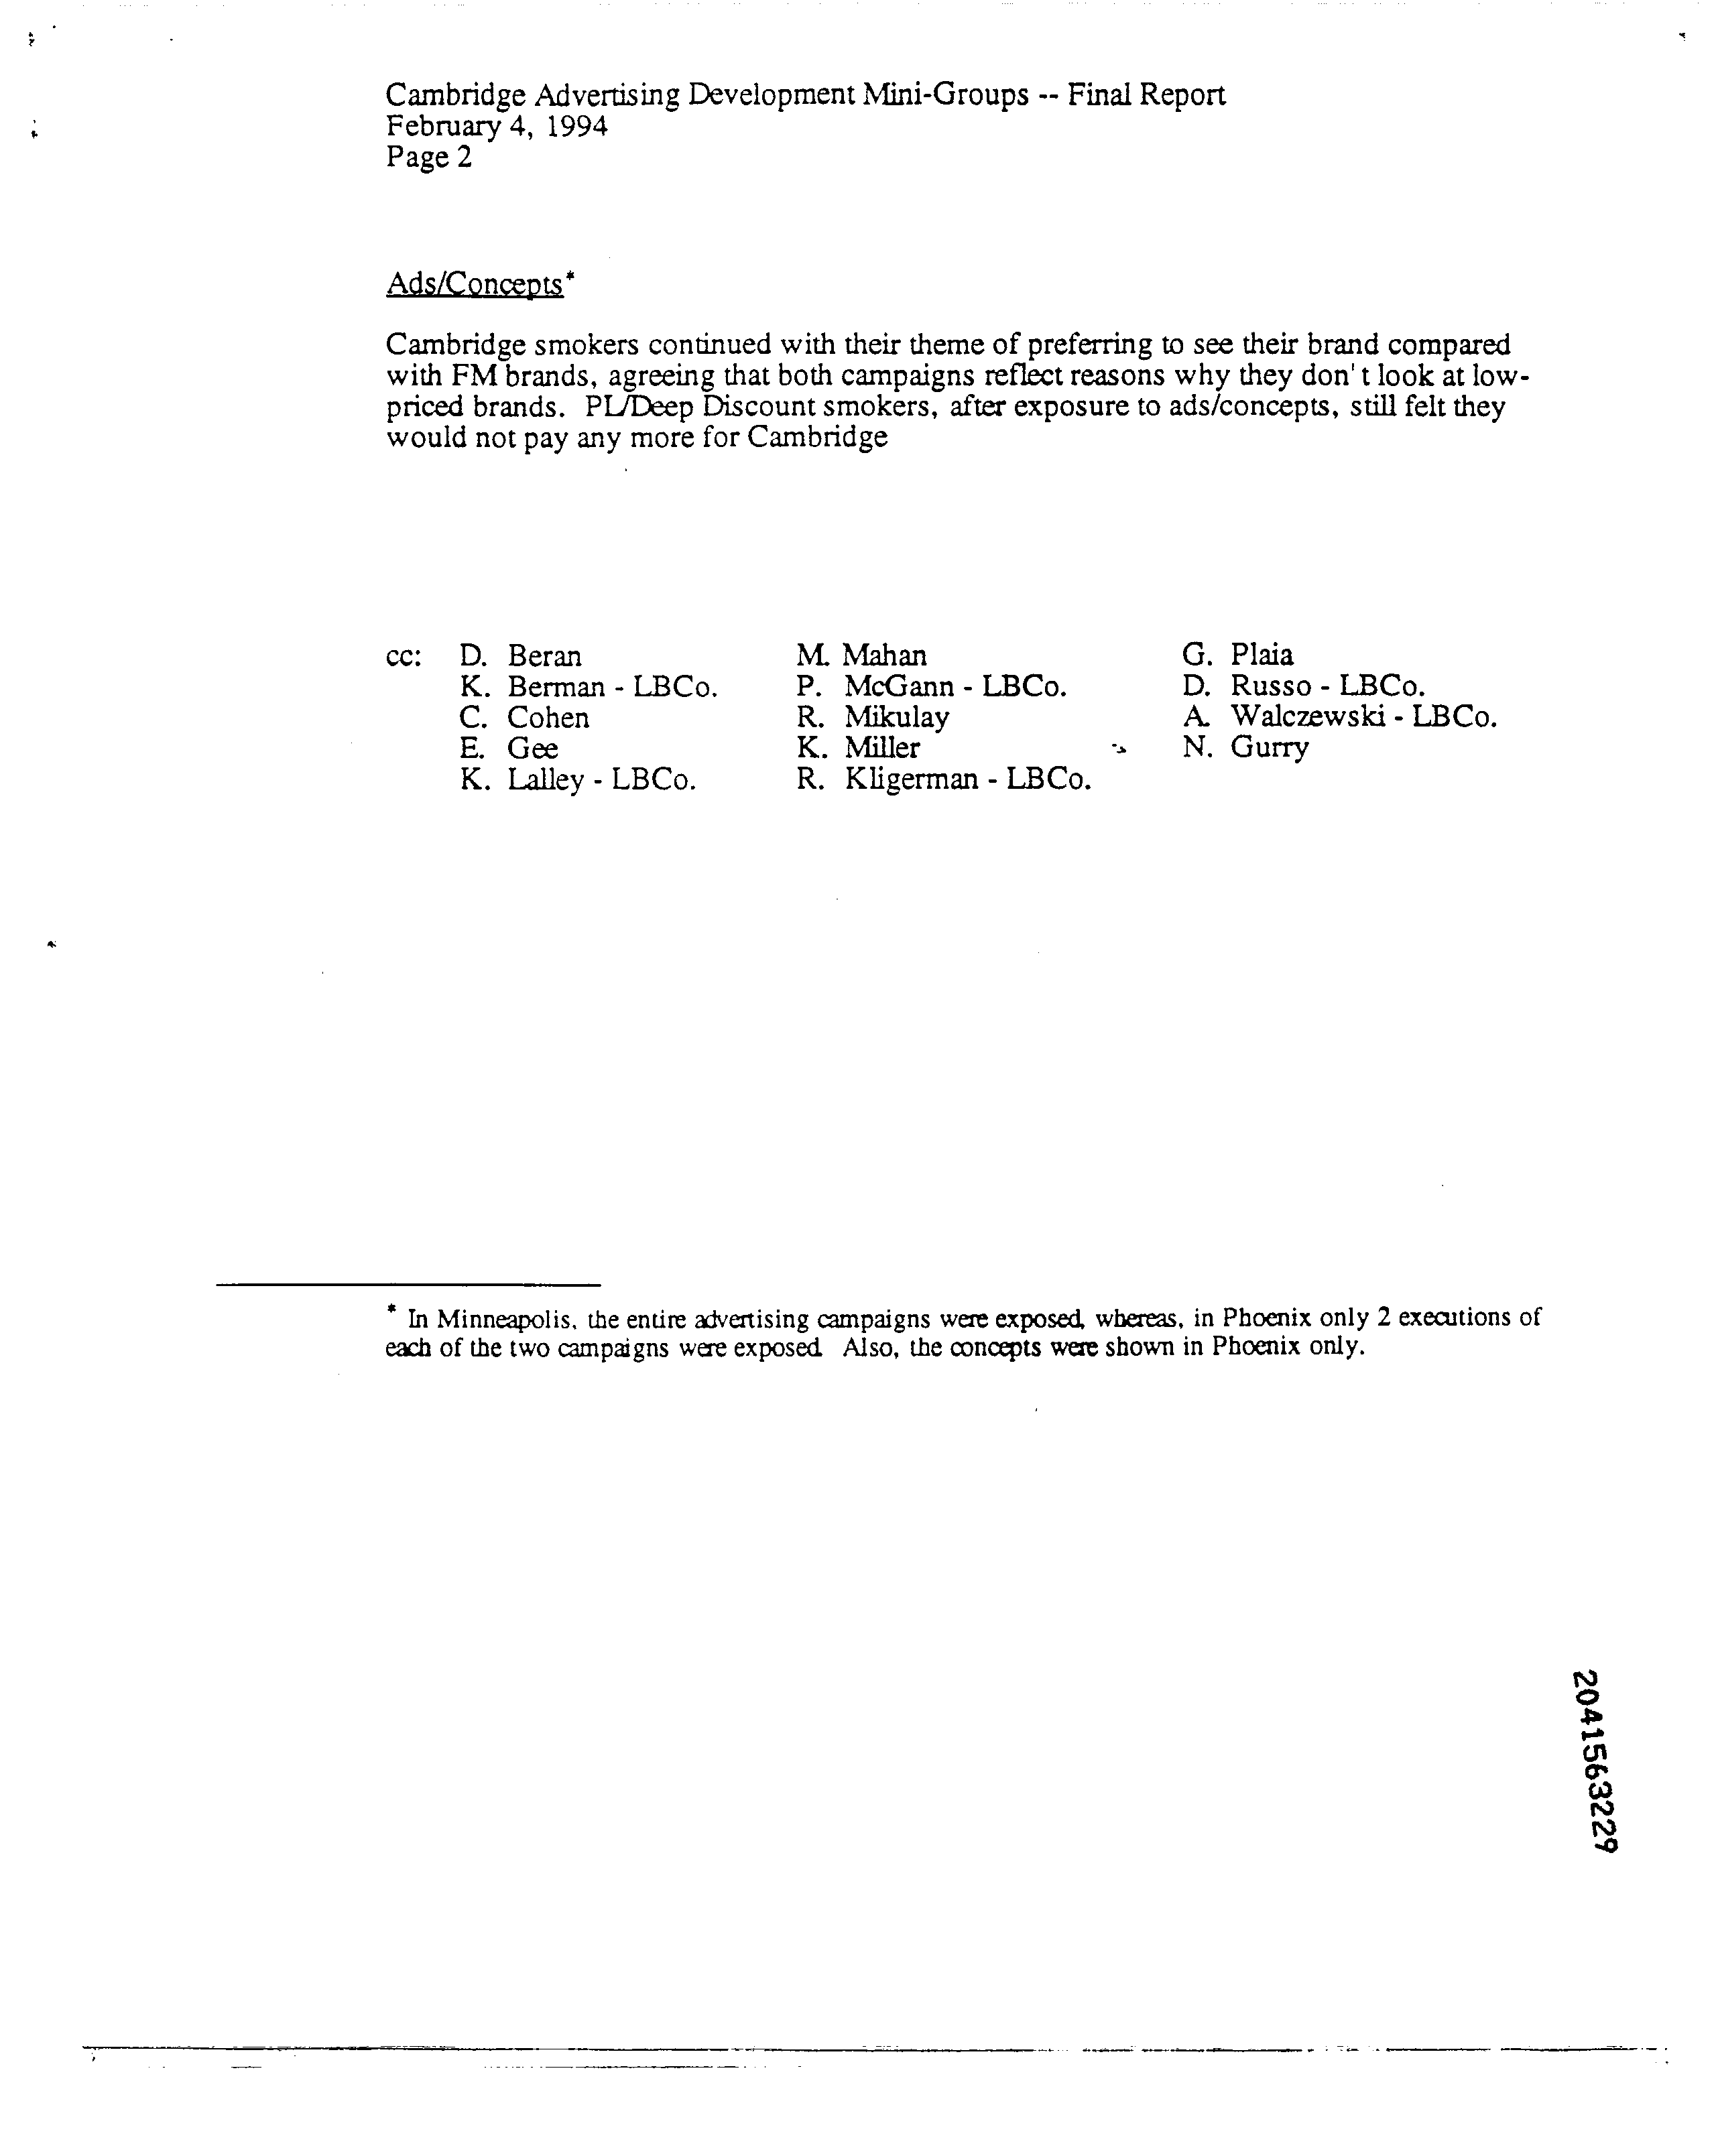 Cambridge Advertising Development Mini-Groups -- Final Report
February 4, 1994
Page 2
Ads/Concepts*
Cambridge smokers continued with their theme of preferring to see their brand compared
with FM brands, agreeing that both campaigns reflect reasons why they don't look at low-
priced brands. PL/Deep Discount smokers, after exposure to ads/concepts, still felt they
would not pay any more for Cambridge
cc: D. Beran M. Mahan G. Plaia
K. Berman - LBCo. P. McGann - LBCo. D. Russo - LBCo.
C. Cohen R. Mikulay A. Walczewski - LBCo.
E. Gee K. Miller N. Gurry
K. Lalley - LBCo. R. Kligerman - LBCo.
* In Minneapolis, the entire advertising campaigns were exposed, whereas, in Phoenix only 2 executions of
each of the two campaigns were exposed. Also, the concepts were shown in Phoenix only.
2041563229